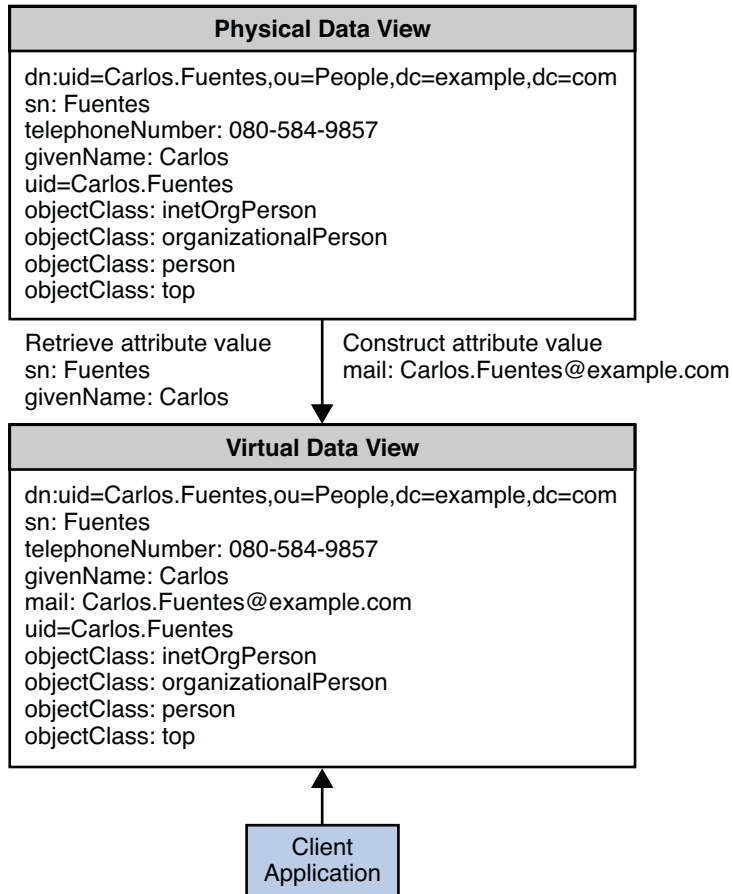 Physical Data View
dn:uid=Carlos.Fuentes,ou=People,dc=example,dc=com
sn: Fuentes
telephoneNumber: 080-584-9857
givenName: Carlos
uid=Carlos.Fuentes
objectClass: inetOrgPerson
objectClass: organizationalPerson
objectClass: person
objectClass: top
Retrieve attribute value
sn: Fuentes
givenName: Carlos
Construct attribute value
mail: Carlos.Fuentes@example.com
Virtual Data View
dn:uid=Carlos.Fuentes,ou=People,dc=example,dc=com
sn: Fuentes
telephoneNumber: 080-584-9857
givenName: Carlos
mail: Carlos.Fuentes@example.com
uid=Carlos.Fuentes
objectClass: inetOrgPerson
objectClass: organizationalPerson
objectClass: person
objectClass: top
Client
Application